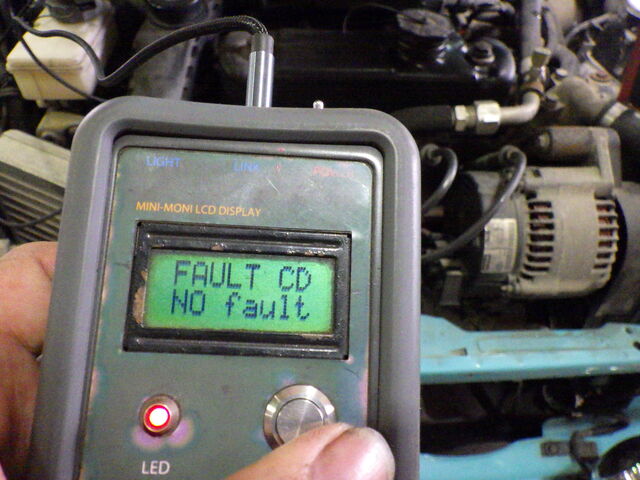 LIGHT LINK
MINI-MONI LCD DISPLAY
FAULT CD
NO fault
LED